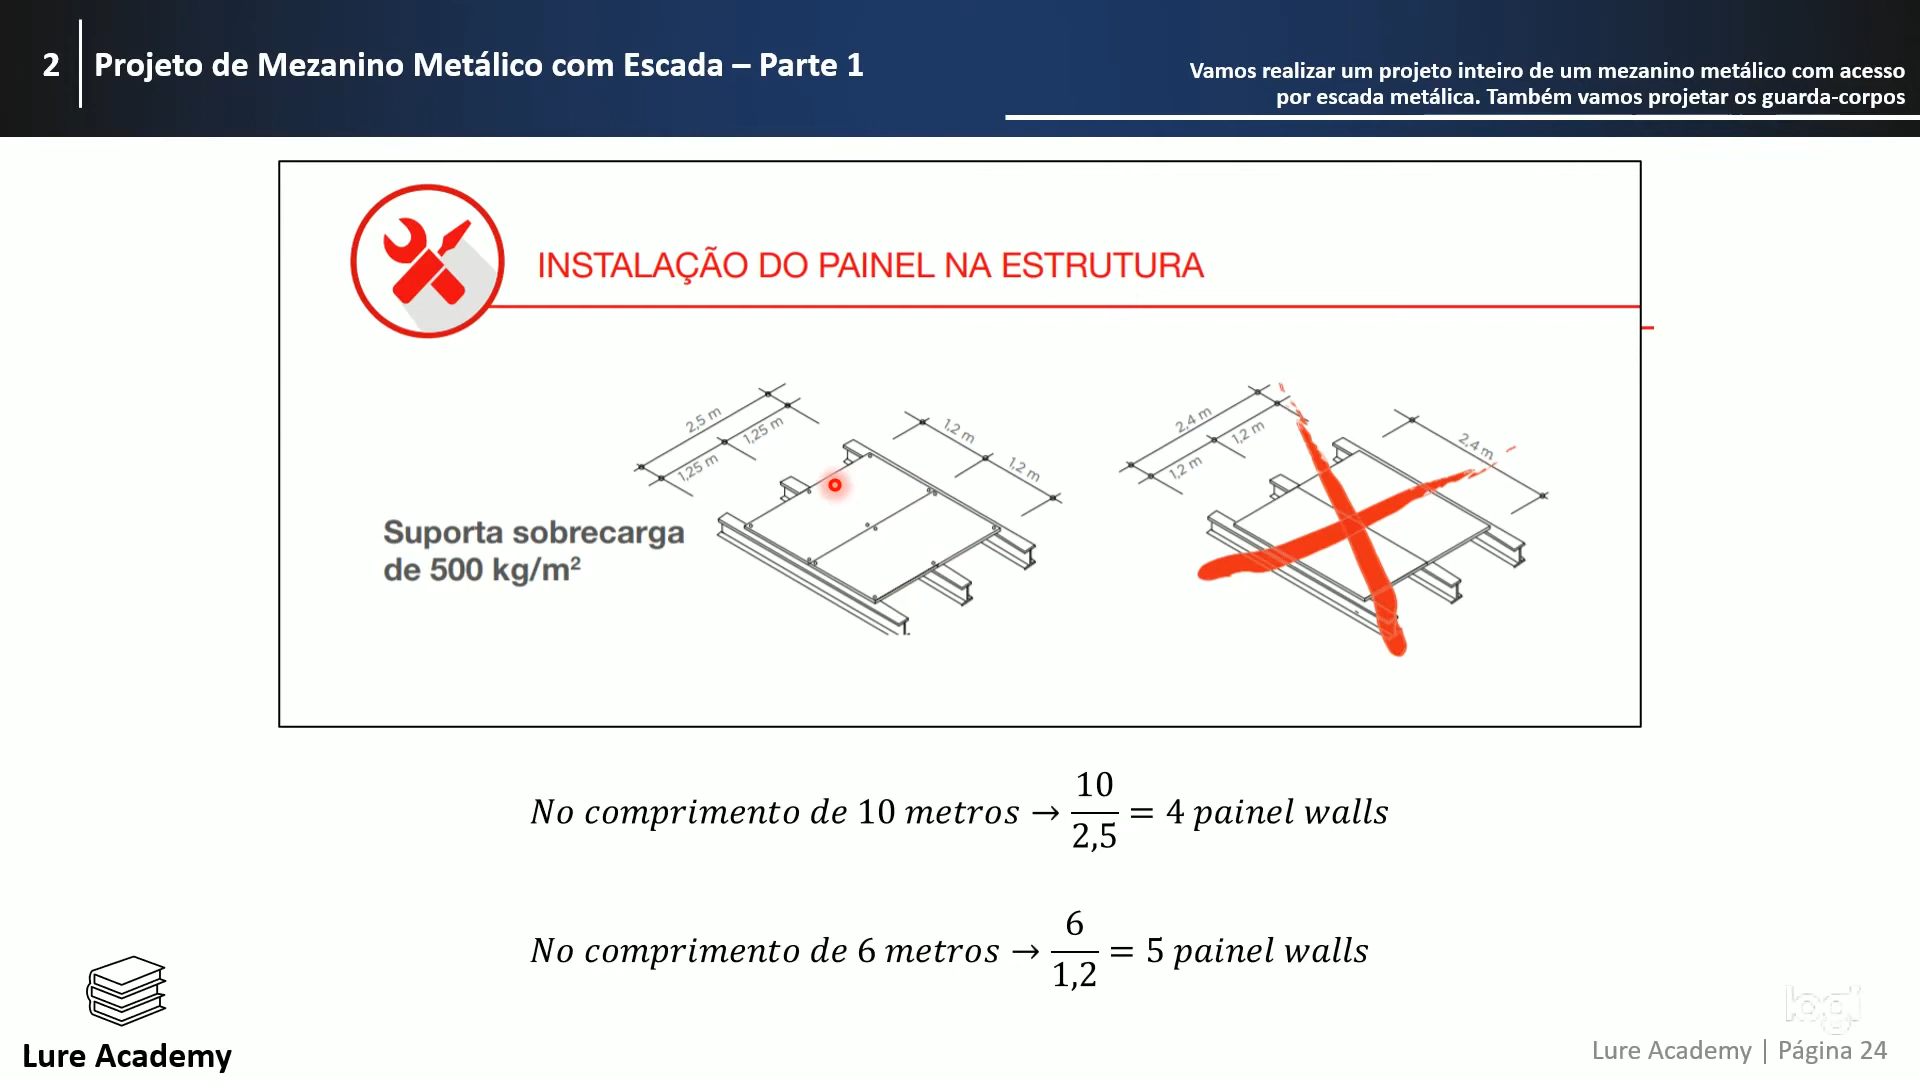 2 Projeto de Mezanino Metálico com Escada – Parte 1
Vamos realizar um projeto inteiro de um mezanino metálico com acesso
por escada metálica. Também vamos projetar os guarda-corpos
INSTALAÇÃO DO PAINEL NA ESTRUTURA
2,5 m
1,25 m
1,25 m
1,2 m
1,2 m
Suporta sobrecarga
de 500 kg/m²
2,4 m
1,2 m
1,2 m
2,4 m
No comprimento de 10 metros → 10/2,5 = 4 painel walls
No comprimento de 6 metros → 6/1,2 = 5 painel walls
Lure Academy
logi
Lure Academy | Página 24